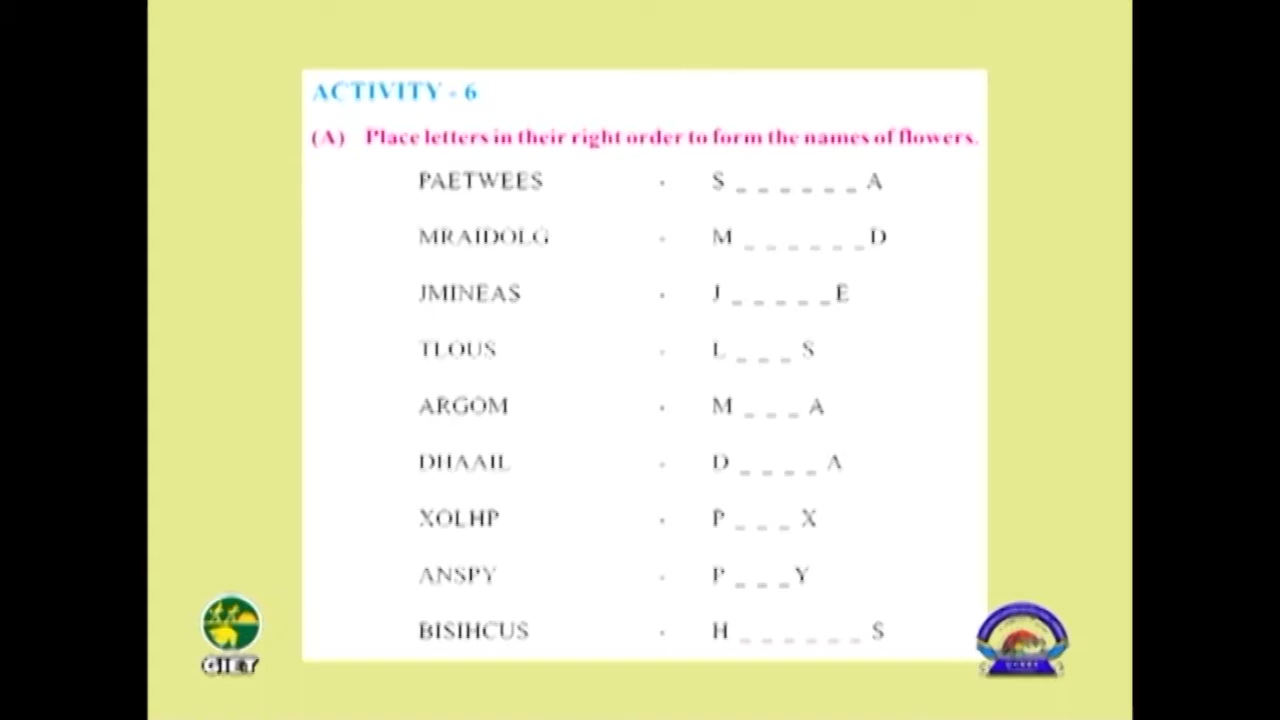 ACTIVITY - 6
(A) Place letters in their right order to form the names of flowers.
PAETWEES - S _ _ _ _ _ _ A
MRAIDOLG - M _ _ _ _ _ _ D
JMINEAS - J _ _ _ _ _ E
TLOUS - L _ _ _ S
ARGOM - M _ _ _ A
DHAAIL - D _ _ _ _ A
XOLHP - P _ _ _ X
ANSPY - P _ _ _ Y
BISIHCUS - H _ _ _ _ _ _ S
GIET